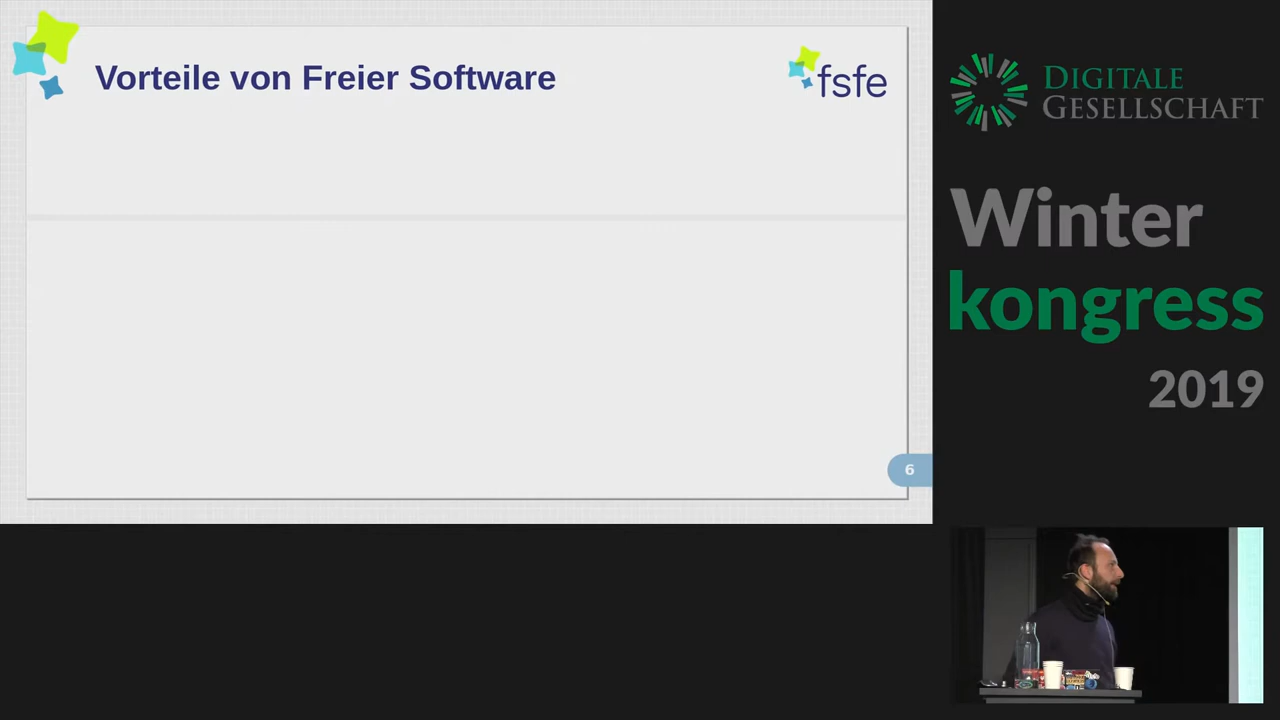 Vorteile von Freier Software
fsfe
6
DIGITALE
GESELLSCHAFT
Winter
kongress
2019